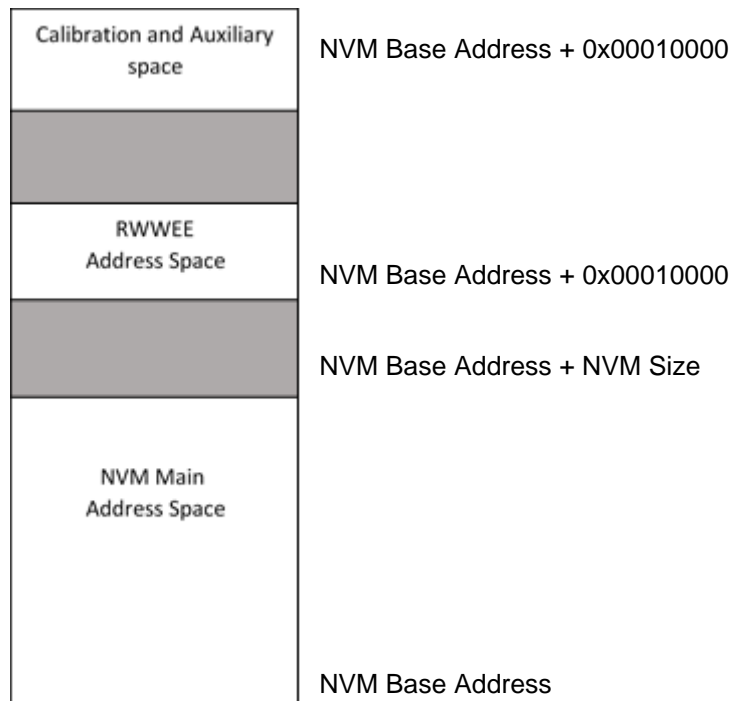 Calibration and Auxiliary
space
NVM Base Address + 0x00010000
RWWEE
Address Space
NVM Base Address + 0x00010000
NVM Base Address + NVM Size
NVM Main
Address Space
NVM Base Address